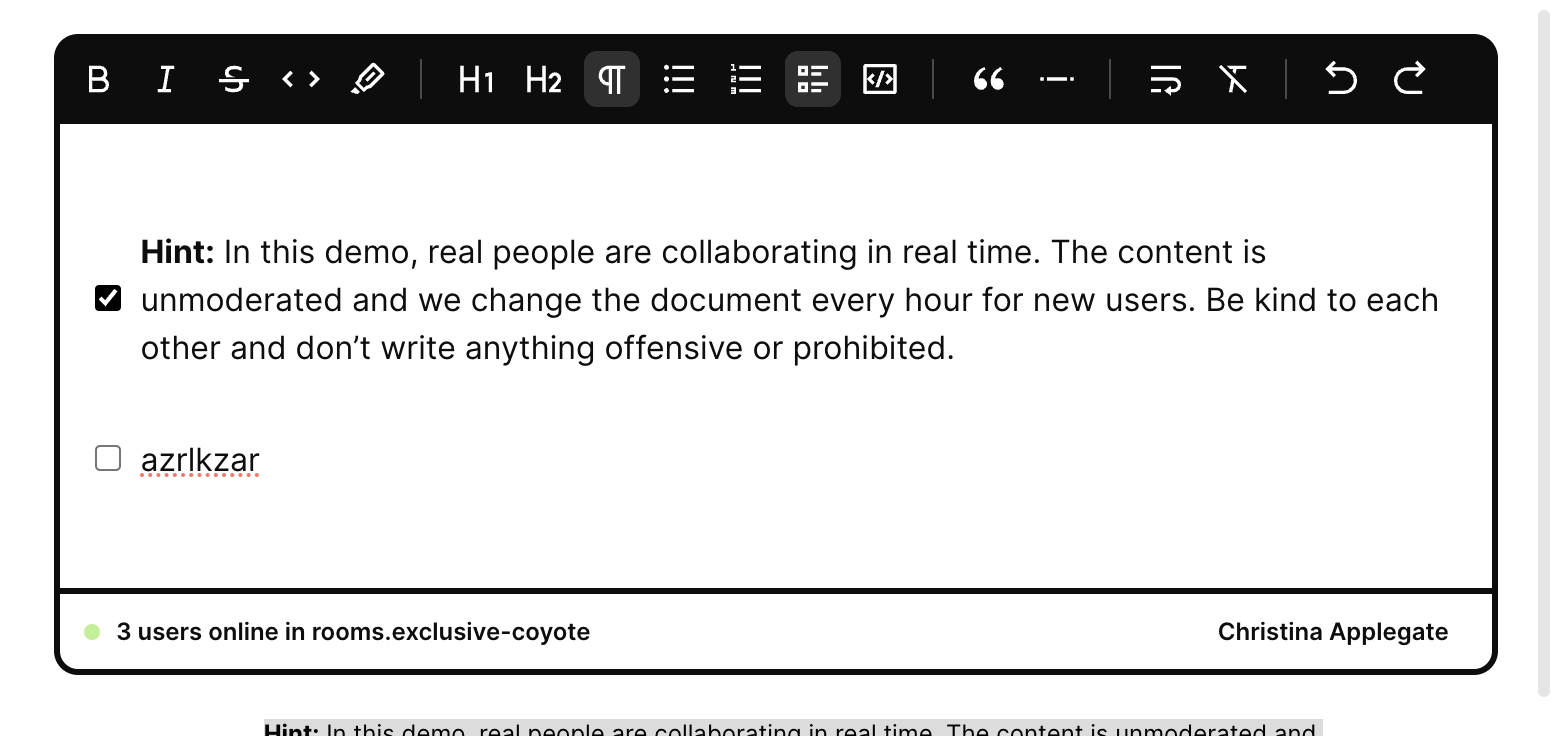 B I S <> H1 H2
Hint: In this demo, real people are collaborating in real time. The content is
unmoderated and we change the document every hour for new users. Be kind to each
other and don’t write anything offensive or prohibited.
azrlkzar
3 users online in rooms.exclusive-coyote
Christina Applegate
Hint: In this demo, real people are collaborating in real time. The content is unmoderated and